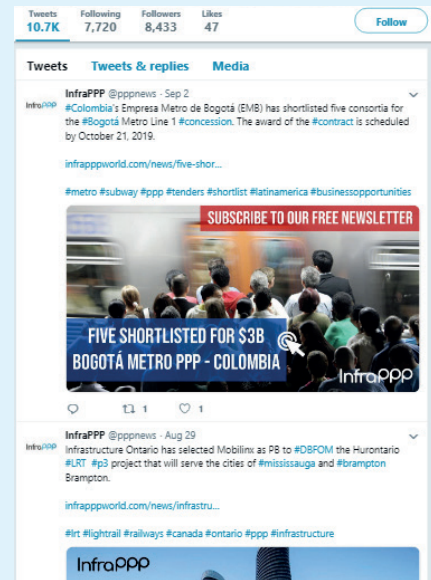 Tweets Following Followers Likes
10.7K 7,720 8,433 47
Follow
Tweets Tweets & replies Media
InfraPPP @pppnews · Sep 2
InfraPPP
#Colombia's Empresa Metro de Bogotá (EMB) has shortlisted five consortia for
the #Bogotá Metro Line 1 #concession. The award of the #contract is scheduled
by October 21, 2019.
infrapppworld.com/news/five-shor...
#metro #subway #ppp #tenders #shortlist #latinamerica #businessopportunities
SUBSCRIBE TO OUR FREE NEWSLETTER
FIVE SHORTLISTED FOR $3B
BOGOTÁ METRO PPP - COLOMBIA
InfraPPP
1 1
InfraPPP @pppnews · Aug 29
InfraPPP
Infrastructure Ontario has selected Mobilinx as PB to #DBFOM the Hurontario
#LRT #p3 project that will serve the cities of #mississauga and #brampton
Brampton.
infrapppworld.com/news/infrastru...
#lrt #lightrail #railways #canada #ontario #ppp #infrastructure
InfraPPP